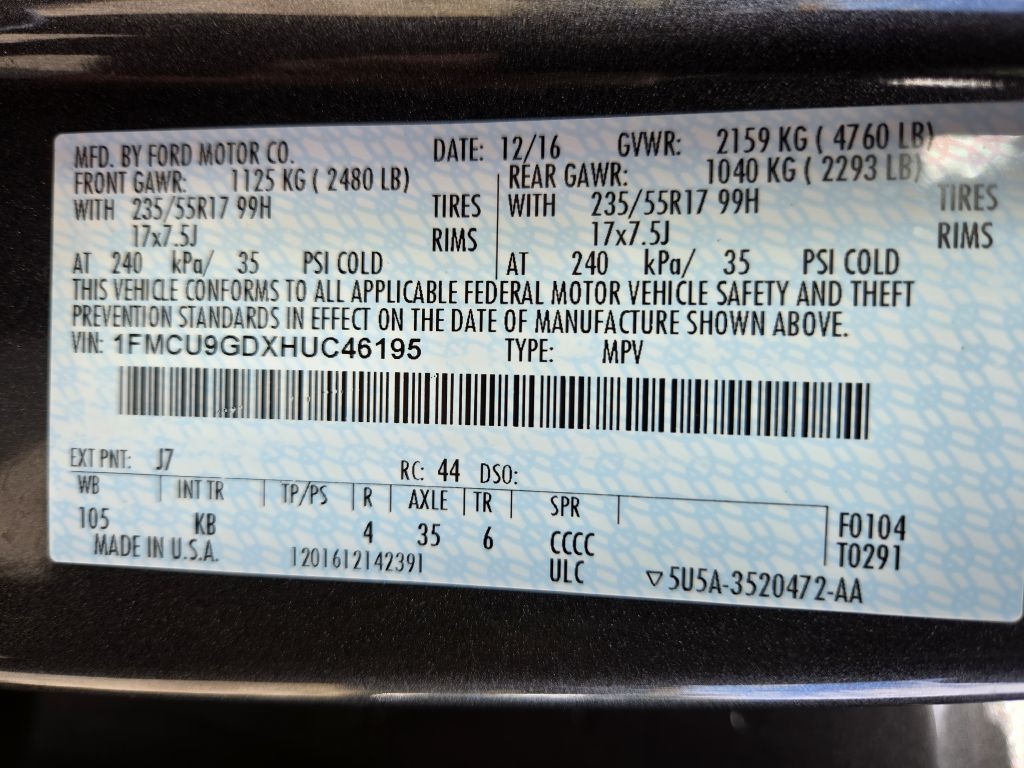 MFD. BY FORD MOTOR CO. DATE: 12/16 GVWR: 2159 KG ( 4760 LB)
FRONT GAWR: 1125 KG ( 2480 LB) REAR GAWR: 1040 KG ( 2293 LB)
WITH 235/55R17 99H TIRES WITH 235/55R17 99H TIRES
17x7.5J RIMS 17x7.5J RIMS
AT 240 kPa/ 35 PSI COLD AT 240 kPa/ 35 PSI COLD
THIS VEHICLE CONFORMS TO ALL APPLICABLE FEDERAL MOTOR VEHICLE SAFETY AND THEFT
PREVENTION STANDARDS IN EFFECT ON THE DATE OF MANUFACTURE SHOWN ABOVE.
VIN: 1FMCU9GDXHUC46195 TYPE: MPV
EXT PNT: J7 RC: 44 DSO:
WB INT TR TP/PS R AXLE TR SPR
105 KB 4 35 6 CCCC F0104
MADE IN U.S.A. 1201612142391 ULC T0291
▽5U5A-3520472-AA